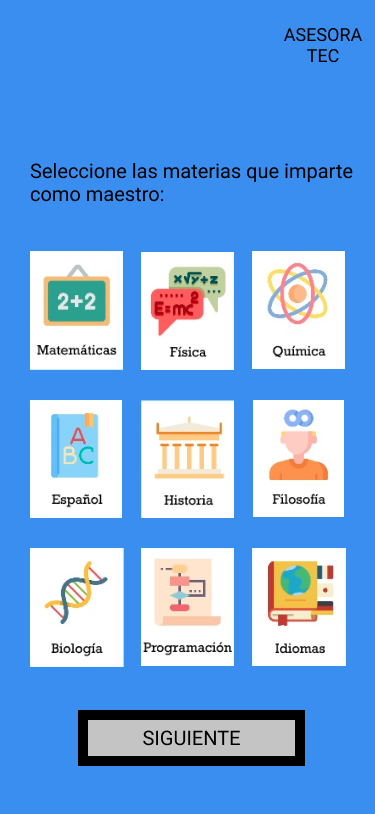 ASESORA
TEC
Seleccione las materias que imparte
como maestro:
2+2
x√y+z
E=mc²
Matemáticas
Física
Química
A
BC
Español
Historia
Filosofía
Biología
Programación
Idiomas
SIGUIENTE